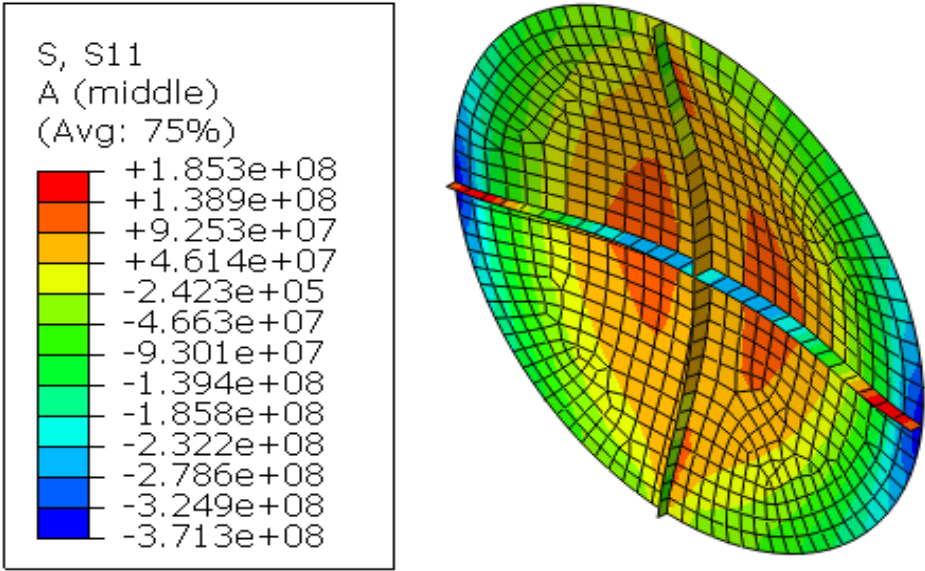 S, S11
A (middle)
(Avg: 75%)
+1.853e+08
+1.389e+08
+9.253e+07
+4.614e+07
-2.423e+05
-4.663e+07
-9.301e+07
-1.394e+08
-1.858e+08
-2.322e+08
-2.786e+08
-3.249e+08
-3.713e+08